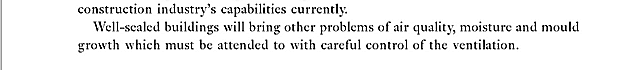 construction industry's capabilities currently.
Well-sealed buildings will bring other problems of air quality, moisture and mould
growth which must be attended to with careful control of the ventilation.